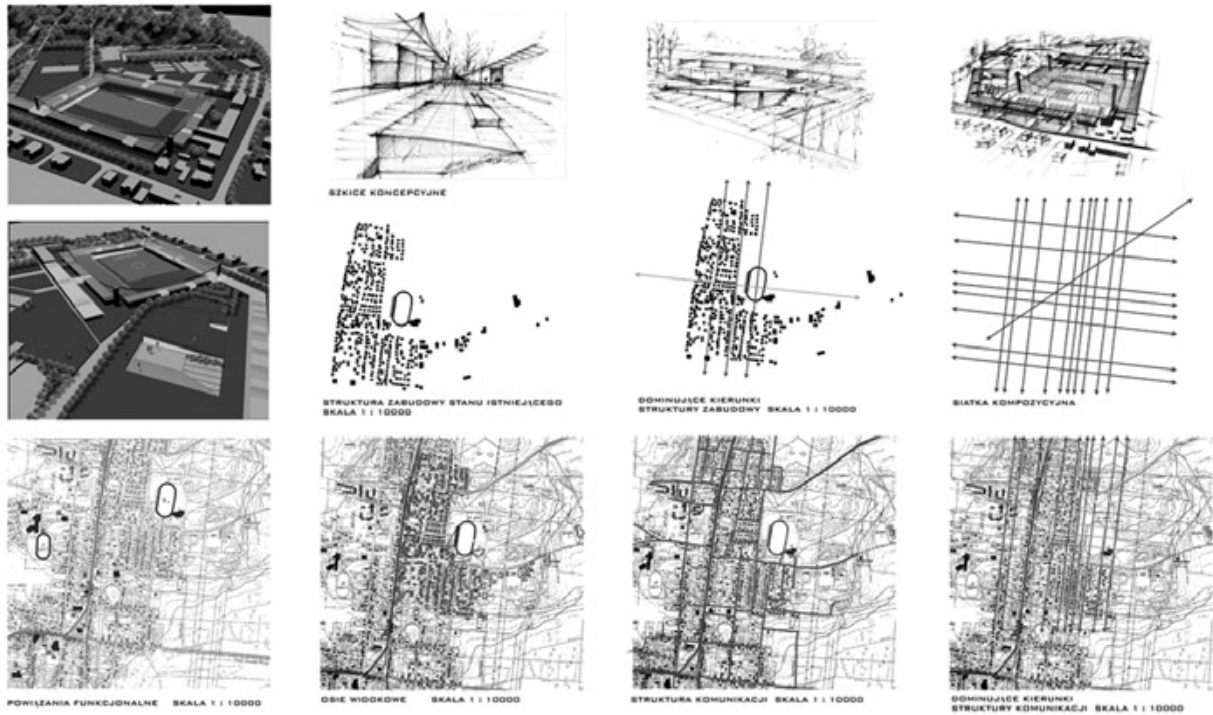 SZKICE KONCEPCYJNE
STRUKTURA ZABUDOWY STANU ISTNIEJĄCEGO
SKALA 1 : 10000
DOMINUJĄCE KIERUNKI
STRUKTURY ZABUDOWY SKALA 1 : 10000
SIATKA KOMPOZYCYJNA
POWIĄZANIA FUNKCJONALNE SKALA 1 : 10000
OSIE WIDOKOWE SKALA 1 : 10000
STRUKTURA KOMUNIKACJI SKALA 1 : 10000
DOMINUJĄCE KIERUNKI
STRUKTURY KOMUNIKACJI SKALA 1 : 10000